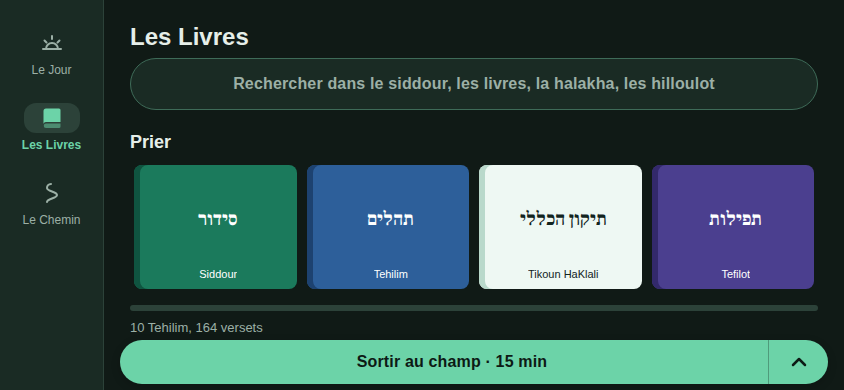 Le Jour
Les Livres
Le Chemin
Les Livres
Rechercher dans le siddour, les livres, la halakha, les hilloulot
Prier
סידור
Siddour
תהלים
Tehilim
תיקון הכללי
Tikoun HaKlali
תפילות
Tefilot
10 Tehilim, 164 versets
Sortir au champ · 15 min